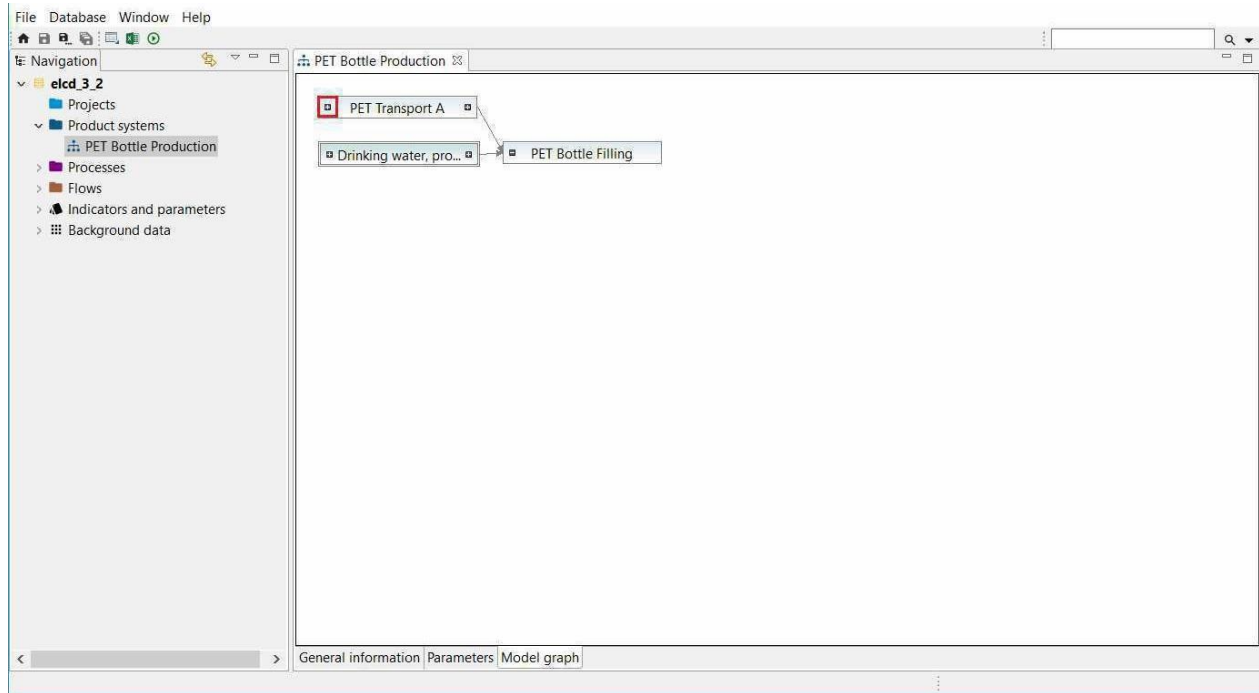 File Database Window Help
Navigation
PET Bottle Production
elcd_3_2
Projects
Product systems
PET Bottle Production
Processes
Flows
Indicators and parameters
Background data
PET Transport A
Drinking water, pro...
PET Bottle Filling
General information Parameters Model graph